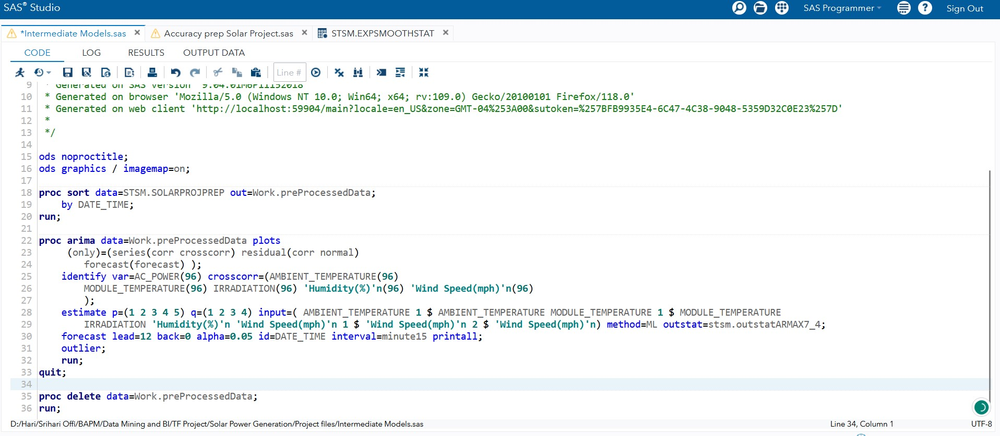 SAS® Studio
SAS Programmer
Sign Out
*Intermediate Models.sas
Accuracy prep Solar Project.sas
STSM.EXPSMOOTHSTAT
CODE LOG RESULTS OUTPUT DATA
Line #
9 * Generated on SAS version '9.04.01M6P11152018'
10 * Generated on browser 'Mozilla/5.0 (Windows NT 10.0; Win64; x64; rv:109.0) Gecko/20100101 Firefox/118.0'
11 * Generated on web client 'http://localhost:59904/main?locale=en_US&zone=GMT-04%253A00&sutoken=%257BFB9935E4-6C47-4C38-9048-5359D32C0E23%257D'
12 *
13 */
14
15 ods noproctitle;
16 ods graphics / imagemap=on;
17
18 proc sort data=STSM.SOLARPROJPREP out=Work.preProcessedData;
19 by DATE_TIME;
20 run;
21
22 proc arima data=Work.preProcessedData plots
23 (only)=(series(corr crosscorr) residual(corr normal)
24 forecast(forecast) );
25 identify var=AC_POWER(96) crosscorr=(AMBIENT_TEMPERATURE(96)
26 MODULE_TEMPERATURE(96) IRRADIATION(96) 'Humidity(%)'n(96) 'Wind Speed(mph)'n(96)
27 );
28 estimate p=(1 2 3 4 5) q=(1 2 3 4) input=( AMBIENT_TEMPERATURE 1 $ AMBIENT_TEMPERATURE MODULE_TEMPERATURE 1 $ MODULE_TEMPERATURE
29 IRRADIATION 'Humidity(%)'n 'Wind Speed(mph)'n 1 $ 'Wind Speed(mph)'n 2 $ 'Wind Speed(mph)'n) method=ML outstat=stsm.outstatARMAX7_4;
30 forecast lead=12 back=0 alpha=0.05 id=DATE_TIME interval=minute15 printall;
31 outlier;
32 run;
33 quit;
34
35 proc delete data=Work.preProcessedData;
36 run;
D:/Hari/Srihari Offi/BAPM/Data Mining and BI/TF Project/Solar Power Generation/Project files/Intermediate Models.sas
Line 34, Column 1
UTF-8